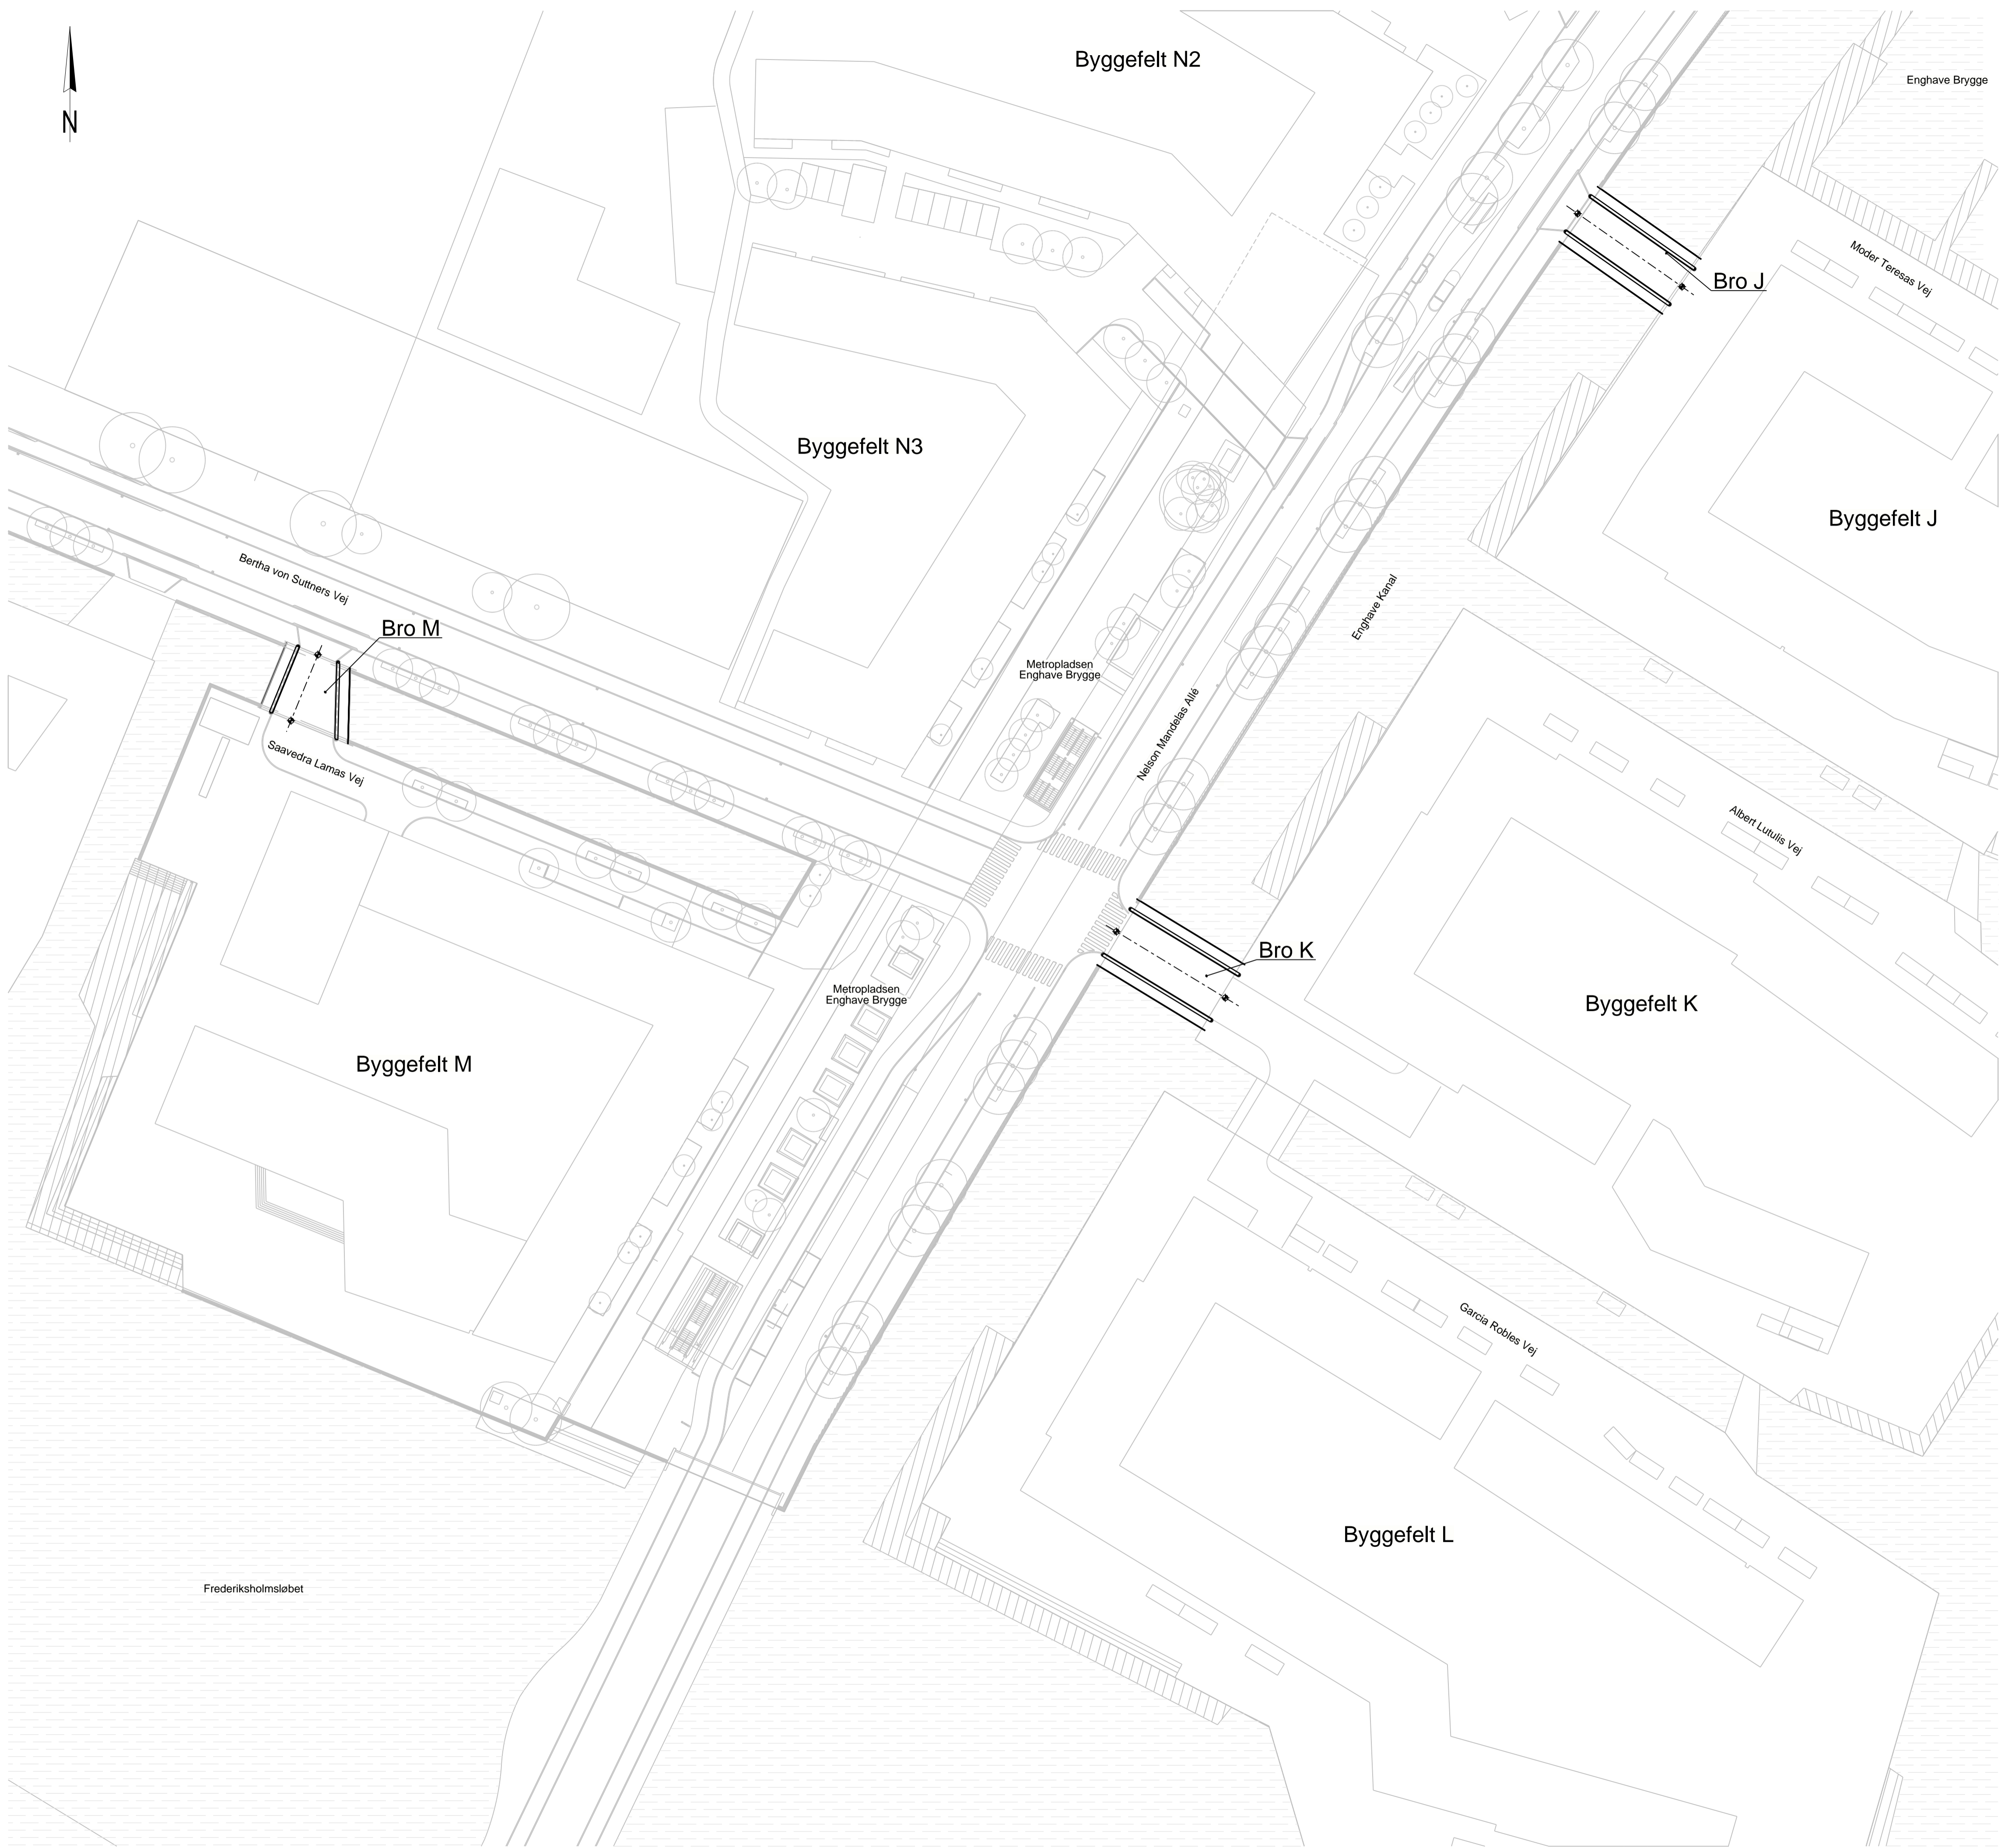 Byggefelt N2
Enghave Brygge
N
Moder Teresas Vej
Bro J
Byggefelt N3
Byggefelt J
Bertha von Suttners Vej
Enghave Kanal
Bro M
Metropladsen
Enghave Brygge
Nelson Mandelas Allé
Saavedra Lamas Vej
Albert Lutulis Vej
Bro K
Metropladsen
Enghave Brygge
Byggefelt K
Byggefelt M
Garcia Robles Vej
Byggefelt L
Frederiksholmsløbet